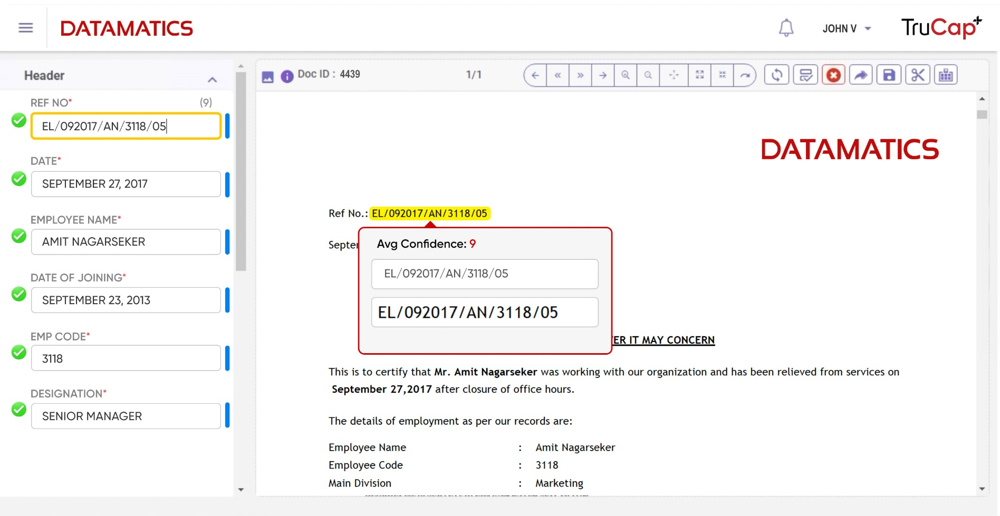 DATAMATICS
JOHN V
TruCap+
Header
REF NO* (9)
EL/092017/AN/3118/05
DATE*
SEPTEMBER 27, 2017
EMPLOYEE NAME*
AMIT NAGARSEKER
DATE OF JOINING*
SEPTEMBER 23, 2013
EMP CODE*
3118
DESIGNATION*
SENIOR MANAGER
Doc ID : 4439
1/1
DATAMATICS
Ref No.: EL/092017/AN/3118/05
Septe
Avg Confidence: 9
EL/092017/AN/3118/05
EL/092017/AN/3118/05
ER IT MAY CONCERN
This is to certify that Mr. Amit Nagarseker was working with our organization and has been relieved from services on
September 27,2017 after closure of office hours.
The details of employment as per our records are:
Employee Name : Amit Nagarseker
Employee Code : 3118
Main Division : Marketing